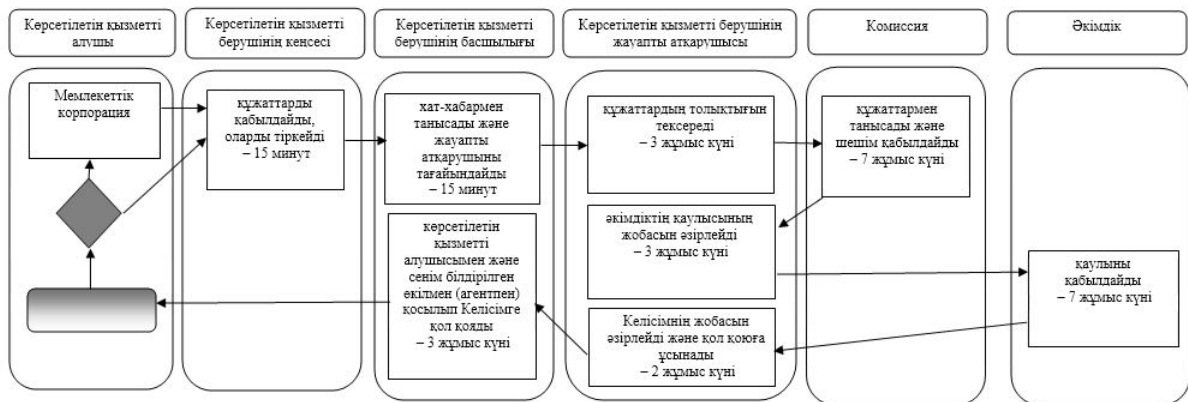 Көрсетілетін қызметті
алушы
Көрсетілетін қызметті
берушінің кеңсесі
Көрсетілетін қызметті
берушінің басшылығы
Көрсетілетін қызметті берушінің
жауапты атқарушысы
Комиссия
Әкімдік
Мемлекеттік
корпорация
құжаттарды
қабылдайды,
оларды тіркейді
– 15 минут
хат-хабармен
танысады және
жауапты
атқарушыны
тағайындайды
– 15 минут
құжаттардың толықтығын
тексереді
– 3 жұмыс күні
құжаттармен
танысады және
шешім қабылдайды
– 7 жұмыс күні
әкімдіктің қаулысының
жобасын әзірлейді
– 3 жұмыс күні
қаулыны
қабылдайды
– 7 жұмыс күні
Келісімнің жобасын
әзірлейді және қол қоюға
ұсынады
– 2 жұмыс күні
көрсетілетін
қызметті
алушысымен және
сенім білдірілген
өкілмен (агентпен)
қосылып Келісімге
қол қояды
– 3 жұмыс күні